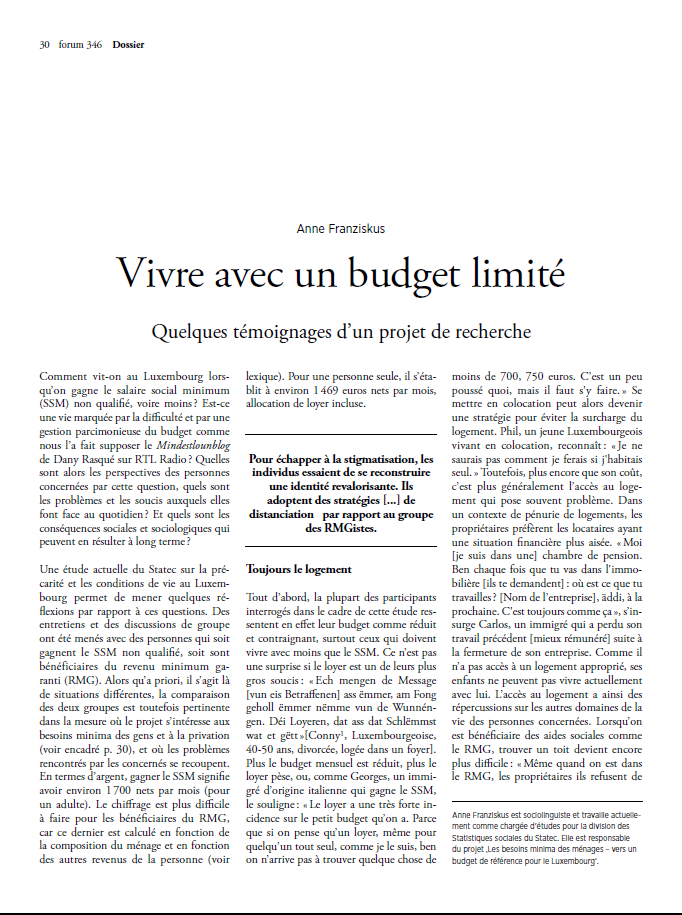 30 forum 346 Dossier
Anne Franziskus
Vivre avec un budget limité
Quelques témoignages d'un projet de recherche
Comment vit-on au Luxembourg lors-
qu'on gagne le salaire social minimum
(SSM) non qualifié, voire moins? Est-ce
une vie marquée par la difficulté et par une
gestion parcimonieuse du budget comme
nous l'a fait supposer le Mindestlounblog
de Dany Rasqué sur RTL Radio? Quelles
sont alors les perspectives des personnes
concernées par cette question, quels sont
les problèmes et les soucis auxquels elles
font face au quotidien? Et quels sont les
conséquences sociales et sociologiques qui
peuvent en résulter à long terme?
Une étude actuelle du Statec sur la pré-
carité et les conditions de vie au Luxem-
bourg permet de mener quelques ré-
flexions par rapport à ces questions. Des
entretiens et des discussions de groupe
ont été menés avec des personnes qui soit
gagnent le SSM non qualifié, soit sont
bénéficiaires du revenu minimum ga-
ranti (RMG). Alors qu'a priori, il s'agit là
de situations différentes, la comparaison
des deux groupes est toutefois pertinente
dans la mesure où le projet s'intéresse aux
besoins minima des gens et à la privation
(voir encadré p. 30), et où les problèmes
rencontrés par les concernés se recoupent.
En termes d'argent, gagner le SSM signifie
avoir environ 1 700 nets par mois (pour
un adulte). Le chiffrage est plus difficile
à faire pour les bénéficiaires du RMG,
car ce dernier est calculé en fonction de
la composition du ménage et en fonction
des autres revenus de la personne (voir
lexique). Pour une personne seule, il s'éta-
blit à environ 1 469 euros nets par mois,
allocation de loyer incluse.
Pour échapper à la stigmatisation, les
individus essaient de se reconstruire
une identité revalorisante. Ils
adoptent des stratégies [...] de
distanciation par rapport au groupe
des RMGistes.
Toujours le logement
Tout d'abord, la plupart des participants
interrogés dans le cadre de cette étude res-
sentent en effet leur budget comme réduit
et contraignant, surtout ceux qui doivent
vivre avec moins que le SSM. Ce n'est pas
une surprise si le loyer est un de leurs plus
gros soucis: «Ech mengen de Message
[vun eis Betraffenen] ass ëmmer, am Fong
geholl ëmmer nëmme vun de Wunnén-
gen. Déi Loyeren, dat ass dat Schlëmmst
wat et gëtt»[Conny¹, Luxembourgeoise,
40-50 ans, divorcée, logée dans un foyer].
Plus le budget mensuel est réduit, plus le
loyer pèse, ou, comme Georges, un immi-
gré d'origine italienne qui gagne le SSM,
le souligne: «Le loyer a une très forte in-
cidence sur le petit budget qu'on a. Parce
que si on pense qu'un loyer, même pour
quelqu'un tout seul, comme je le suis, ben
on n'arrive pas à trouver quelque chose de
moins de 700, 750 euros. C'est un peu
poussé quoi, mais il faut s'y faire.» Se
mettre en colocation peut alors devenir
une stratégie pour éviter la surcharge du
logement. Phil, un jeune Luxembourgeois
vivant en colocation, reconnaît: «Je ne
saurais pas comment je ferais si j'habitais
seul.» Toutefois, plus encore que son coût,
c'est plus généralement l'accès au loge-
ment qui pose souvent problème. Dans
un contexte de pénurie de logements, les
propriétaires préfèrent les locataires ayant
une situation financière plus aisée. «Moi
[je suis dans une] chambre de pension.
Ben chaque fois que tu vas dans l'immo-
bilière [ils te demandent]: où est ce que tu
travailles? [Nom de l'entreprise], äddi, à la
prochaine. C'est toujours comme ça», s'in-
surge Carlos, un immigré qui a perdu son
travail précédent [mieux rémunéré] suite à
la fermeture de son entreprise. Comme il
n'a pas accès à un logement approprié, ses
enfants ne peuvent pas vivre actuellement
avec lui. L'accès au logement a ainsi des
répercussions sur les autres domaines de la
vie des personnes concernées. Lorsqu'on
est bénéficiaire des aides sociales comme
le RMG, trouver un toit devient encore
plus difficile: «Même quand on est dans
le RMG, les propriétaires ils refusent de
Anne Franziskus est sociolinguiste et travaille actuelle-
ment comme chargée d'études pour la division des
Statistiques sociales du Statec. Elle est responsable
du projet ‚Les besoins minima des ménages – vers un
budget de référence pour le Luxembourg'.